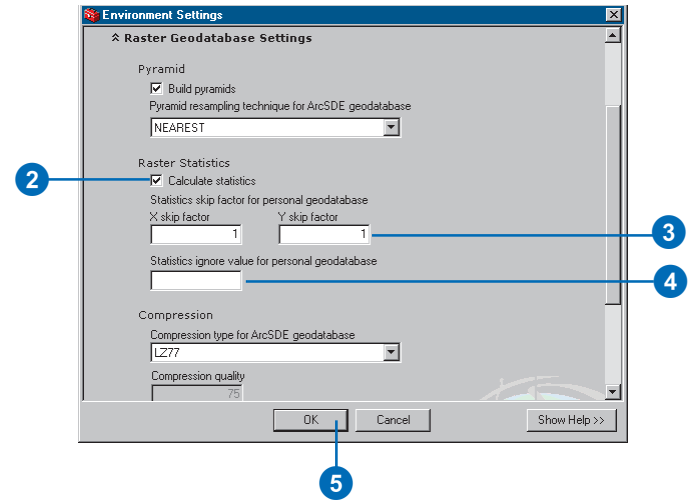 Environment Settings
Raster Geodatabase Settings
Pyramid
Build pyramids
Pyramid resampling technique for ArcSDE geodatabase
NEAREST
Raster Statistics
2
Calculate statistics
Statistics skip factor for personal geodatabase
X skip factor Y skip factor
1 1
3
Statistics ignore value for personal geodatabase
4
Compression
Compression type for ArcSDE geodatabase
LZ77
Compression quality
75
OK Cancel Show Help >>
5